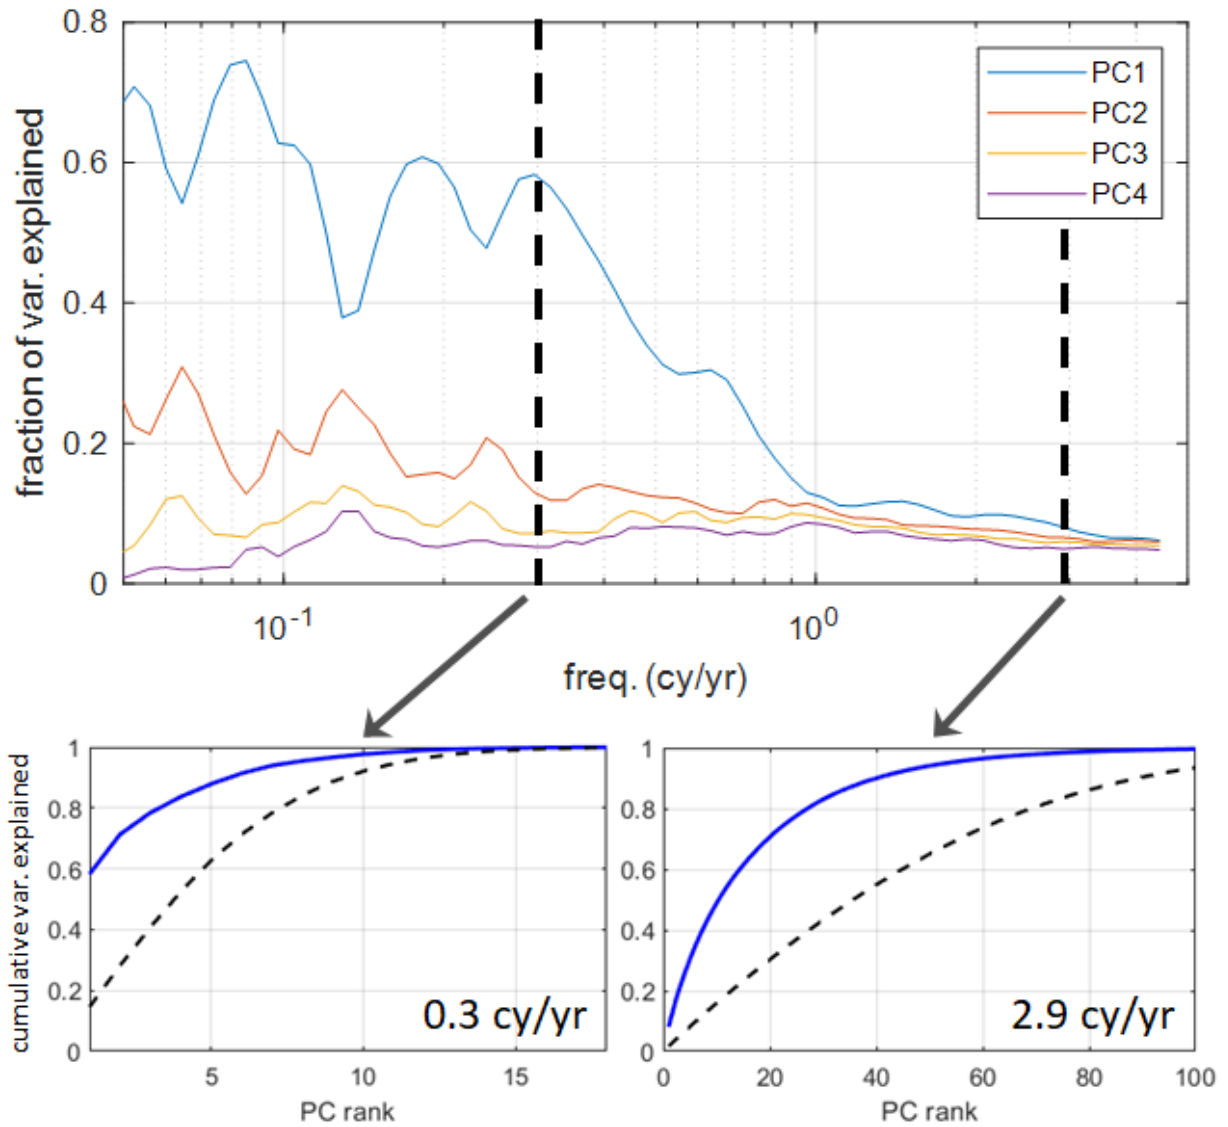 0.8
0.6
0.4
0.2
0
fraction of var. explained
PC1
PC2
PC3
PC4
10-1
100
freq. (cy/yr)
1
0.8
0.6
0.4
0.2
0
cumulative var. explained
0.3 cy/yr
5
10
15
PC rank
1
0.8
0.6
0.4
0.2
0
2.9 cy/yr
0
20
40
60
80
100
PC rank